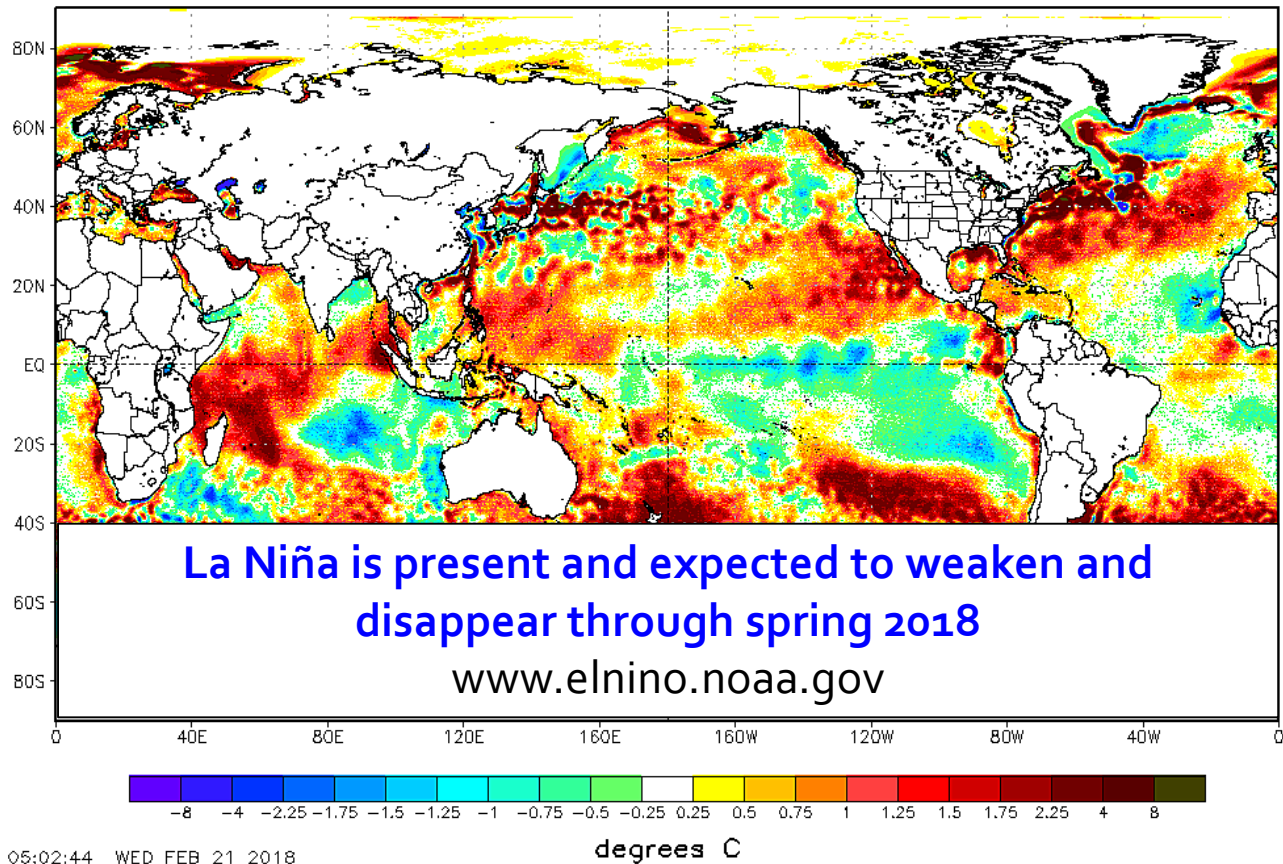 80N
60N
40N
20N
EQ
20S
40S
La Niña is present and expected to weaken and
disappear through spring 2018
60S
www.elnino.noaa.gov
80S
0 40E 80E 120E 160E 160W 120W 80W 40W 0
-8 -4 -2.25 -1.75 -1.5 -1.25 -1 -0.75 -0.5 -0.25 0.25 0.5 0.75 1 1.25 1.5 1.75 2.25 4 8
degrees C
05:02:44 WED FEB 21 2018